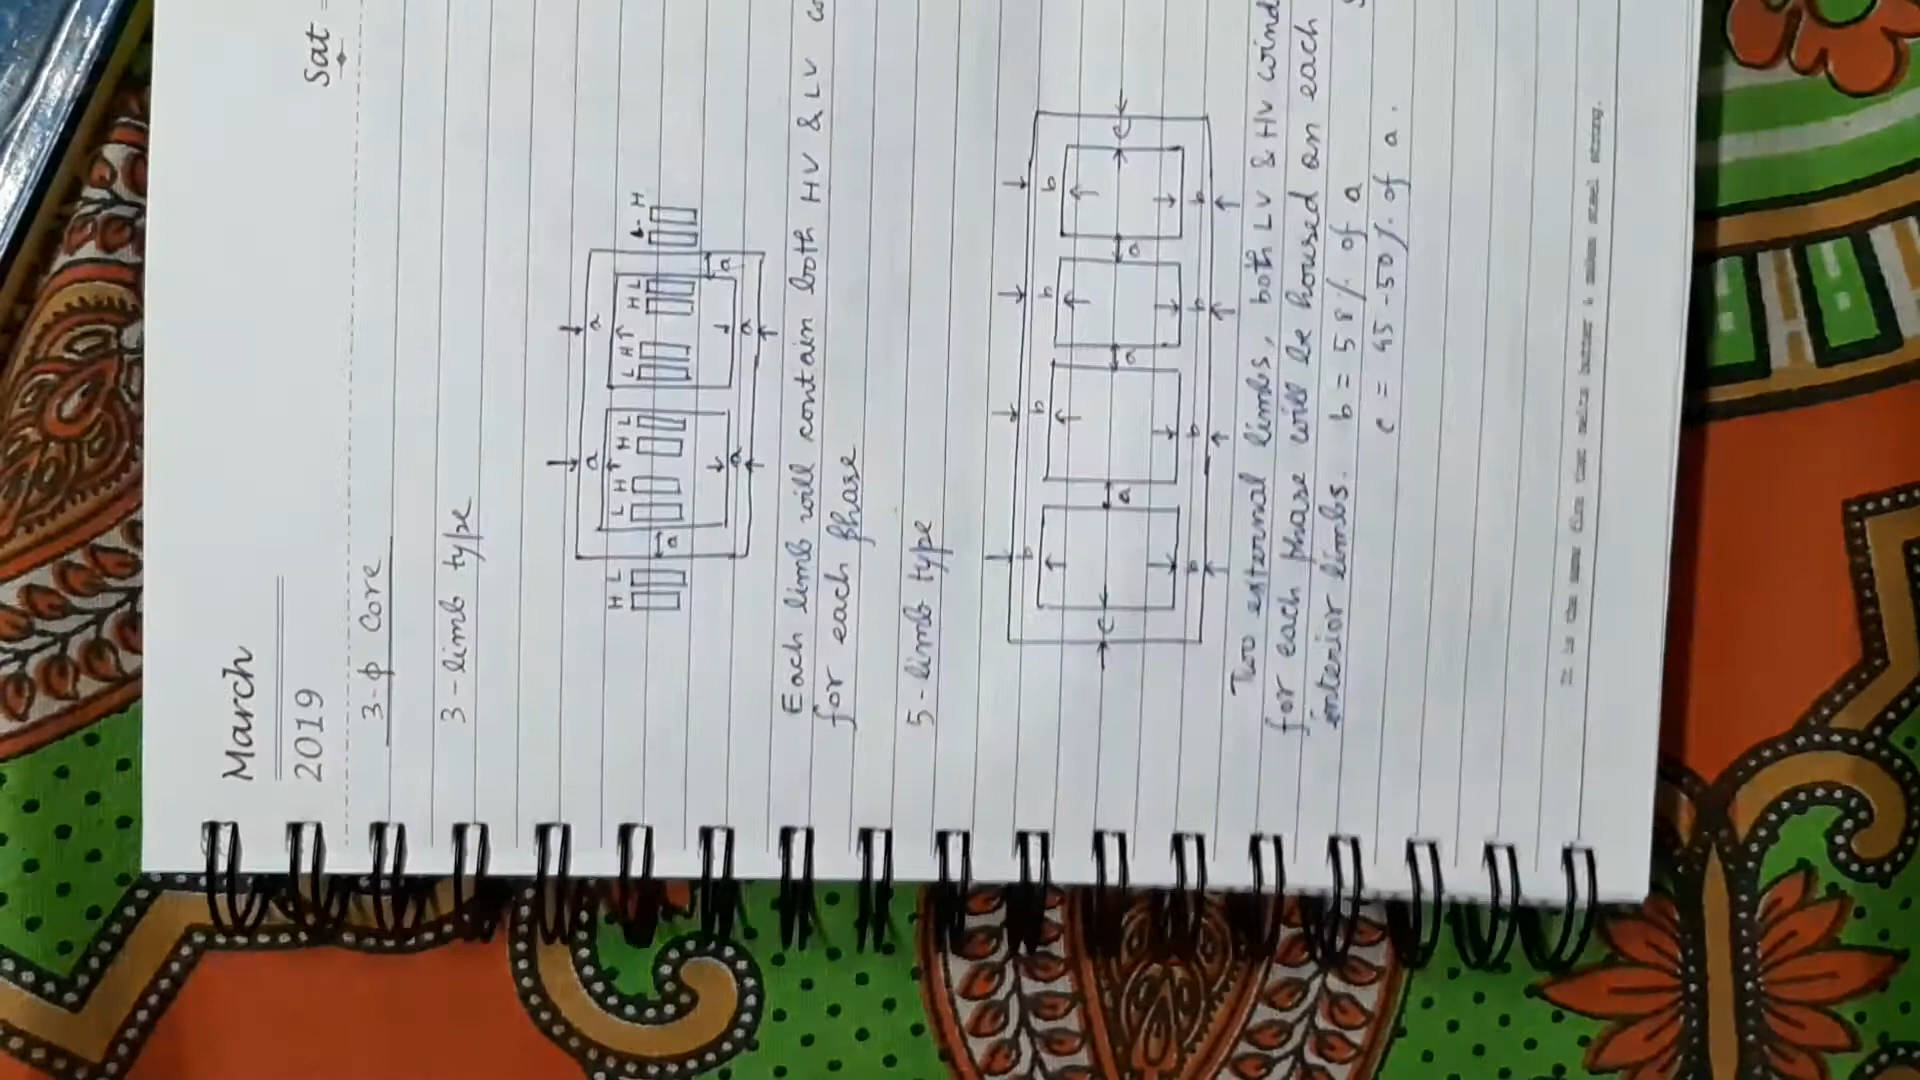 March
2019
Sat
3-ϕ Core
3-limb type
H L L H H L L H H L L H
a a
a a
a a
Each limb will contain both HV & LV
for each phase
5-limb type
b b b b
c a a a c
b b b b
Two external limbs, both LV & HV wind
for each phase will be housed on each
interior limbs. b = 58% of a
c = 45-50% of a.